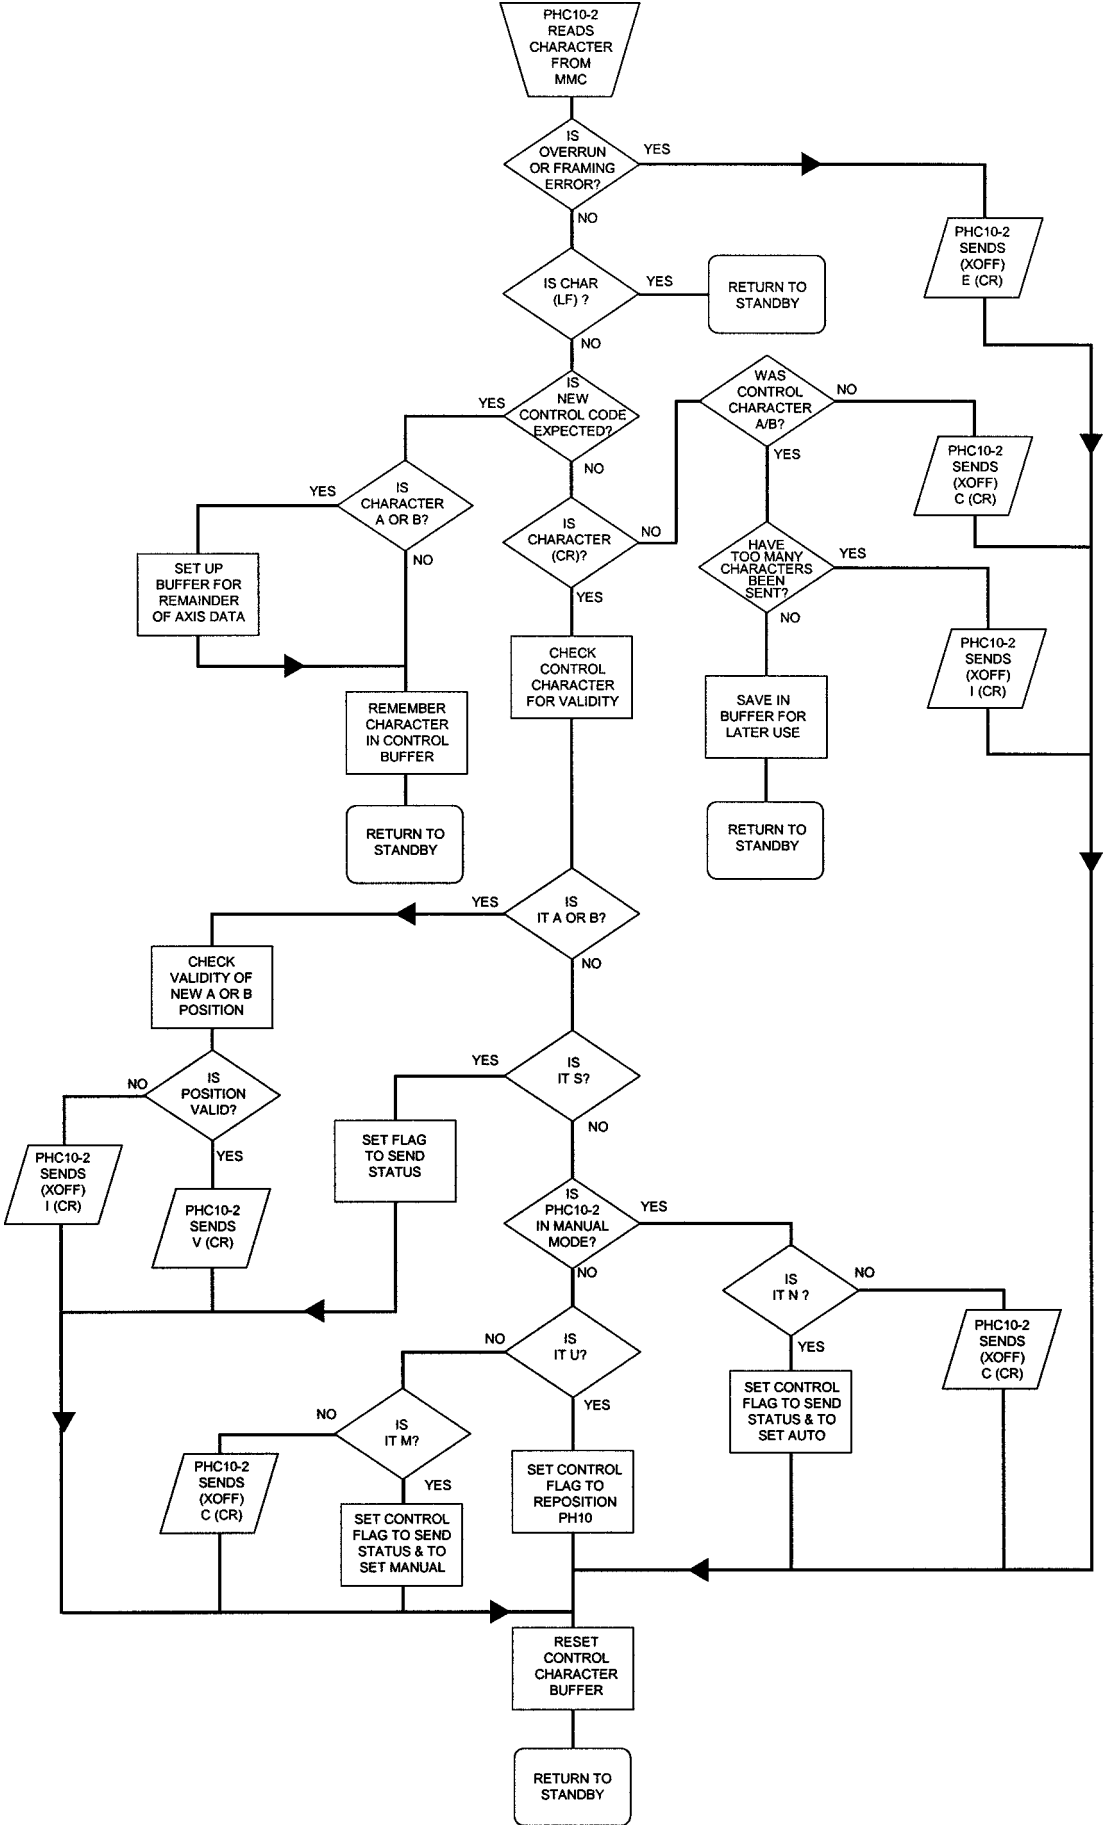 PHC10-2
READS
CHARACTER
FROM
MMC
IS
OVERRUN
OR FRAMING
ERROR?
YES
NO
PHC10-2
SENDS
(XOFF)
E (CR)
IS CHAR
(LF) ?
YES
RETURN TO
STANDBY
NO
IS
NEW
CONTROL CODE
EXPECTED?
YES
NO
WAS
CONTROL
CHARACTER
A/B?
NO
YES
PHC10-2
SENDS
(XOFF)
C (CR)
IS
CHARACTER
A OR B?
YES
NO
IS
CHARACTER
(CR)?
NO
YES
HAVE
TOO MANY
CHARACTERS
BEEN
SENT?
YES
NO
SET UP
BUFFER FOR
REMAINDER
OF AXIS DATA
CHECK
CONTROL
CHARACTER
FOR VALIDITY
PHC10-2
SENDS
(XOFF)
I (CR)
REMEMBER
CHARACTER
IN CONTROL
BUFFER
SAVE IN
BUFFER FOR
LATER USE
RETURN TO
STANDBY
RETURN TO
STANDBY
IS
IT A OR B?
YES
NO
CHECK
VALIDITY OF
NEW A OR B
POSITION
IS
IT S?
YES
NO
IS
POSITION
VALID?
NO
YES
SET FLAG
TO SEND
STATUS
PHC10-2
SENDS
(XOFF)
I (CR)
PHC10-2
SENDS
V (CR)
IS
PHC10-2
IN MANUAL
MODE?
YES
NO
IS
IT N ?
NO
YES
PHC10-2
SENDS
(XOFF)
C (CR)
IS
IT U?
NO
YES
SET CONTROL
FLAG TO SEND
STATUS & TO
SET AUTO
IS
IT M?
NO
YES
PHC10-2
SENDS
(XOFF)
C (CR)
SET CONTROL
FLAG TO
REPOSITION
PH10
SET CONTROL
FLAG TO SEND
STATUS & TO
SET MANUAL
RESET
CONTROL
CHARACTER
BUFFER
RETURN TO
STANDBY